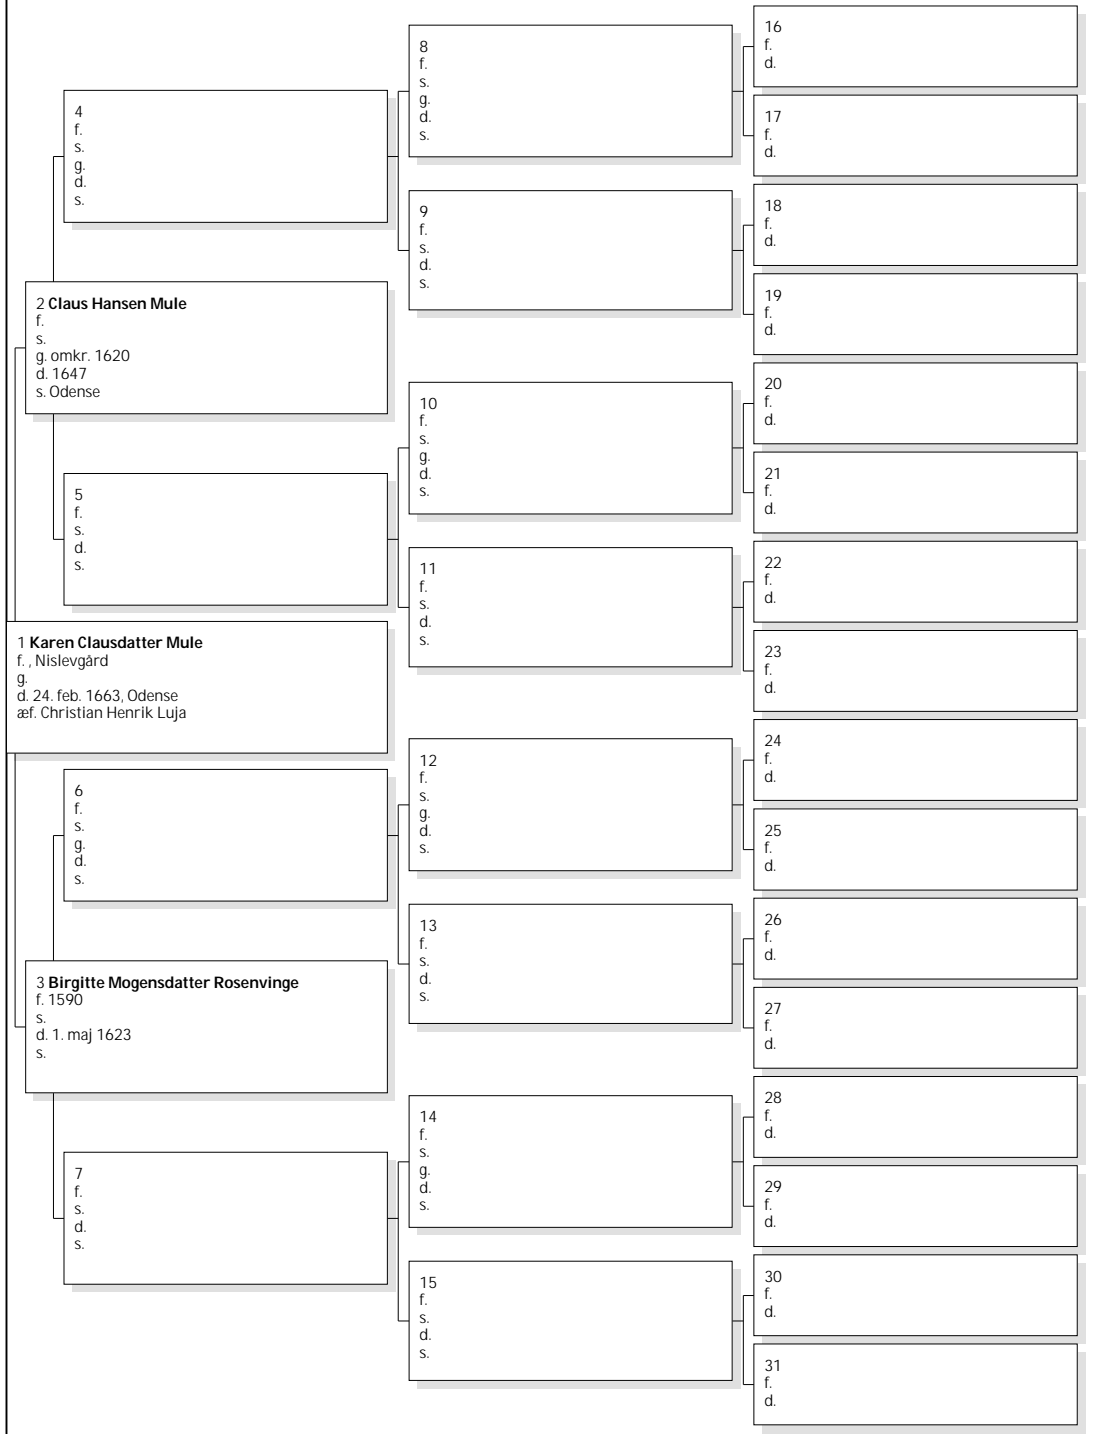 16
f.
d.
8
f.
s.
g.
d.
s.
17
f.
d.
4
f.
s.
g.
d.
s.
18
f.
d.
9
f.
s.
d.
s.
19
f.
d.
2 Claus Hansen Mule
f.
s.
g. omkr. 1620
d. 1647
s. Odense
20
f.
d.
10
f.
s.
g.
d.
s.
21
f.
d.
5
f.
s.
d.
s.
22
f.
d.
11
f.
s.
d.
s.
23
f.
d.
1 Karen Clausdatter Mule
f. , Nislevgård
g.
d. 24. feb. 1663, Odense
æf. Christian Henrik Luja
24
f.
d.
12
f.
s.
g.
d.
s.
25
f.
d.
6
f.
s.
g.
d.
s.
26
f.
d.
13
f.
s.
d.
s.
27
f.
d.
3 Birgitte Mogensdatter Rosenvinge
f. 1590
s.
d. 1. maj 1623
s.
28
f.
d.
14
f.
s.
g.
d.
s.
29
f.
d.
7
f.
s.
d.
s.
30
f.
d.
15
f.
s.
d.
s.
31
f.
d.